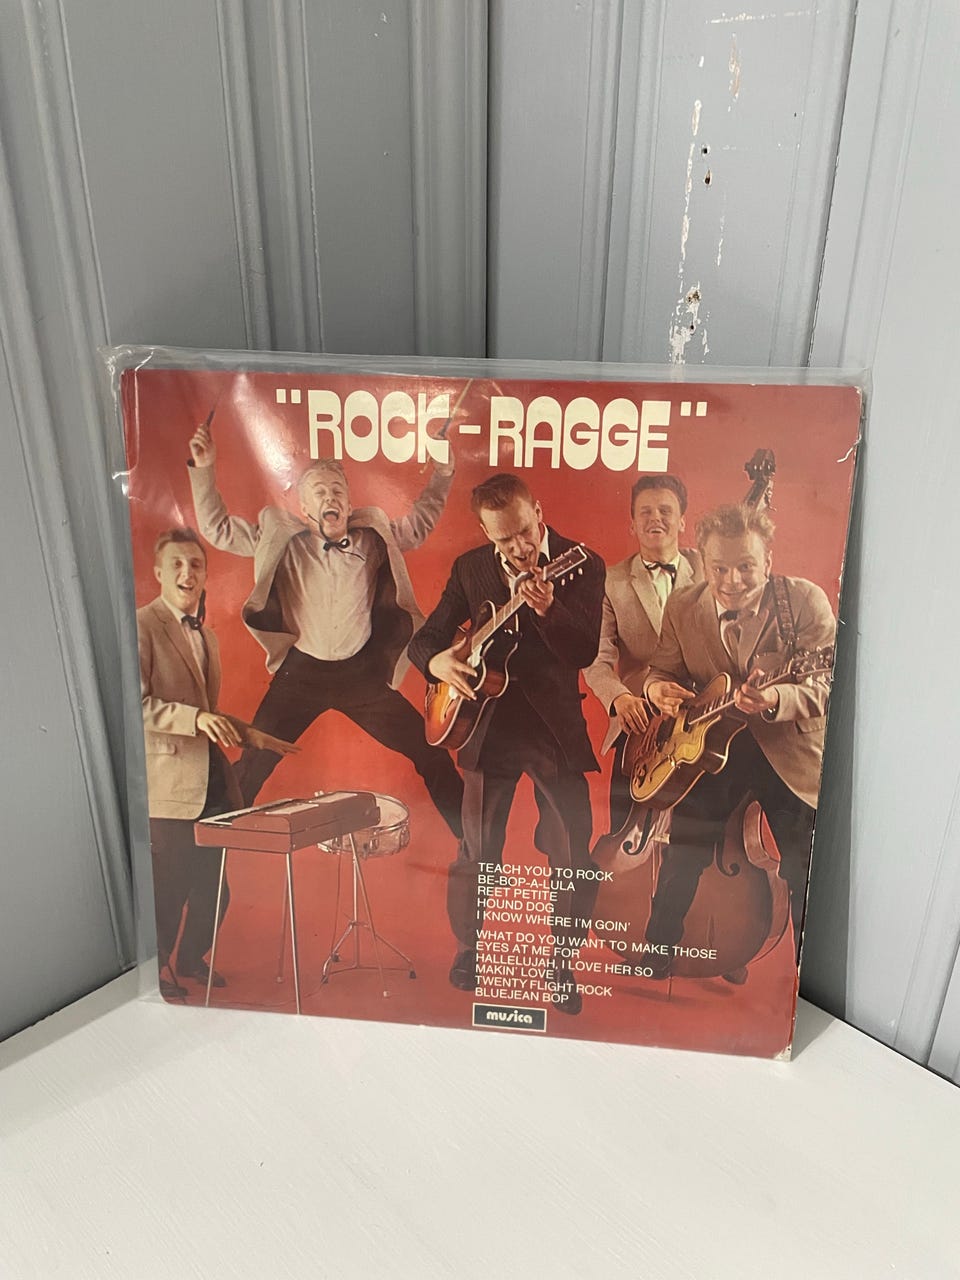 "ROCK-RAGGE"
TEACH YOU TO ROCK
BE-BOP-A-LULA
REET PETITE
HOUND DOG
I KNOW WHERE I'M GOIN'
WHAT DO YOU WANT TO MAKE THOSE
EYES AT ME FOR
HALLELUJAH, I LOVE HER SO
MAKIN' LOVE
TWENTY FLIGHT ROCK
BLUEJEAN BOP
musica